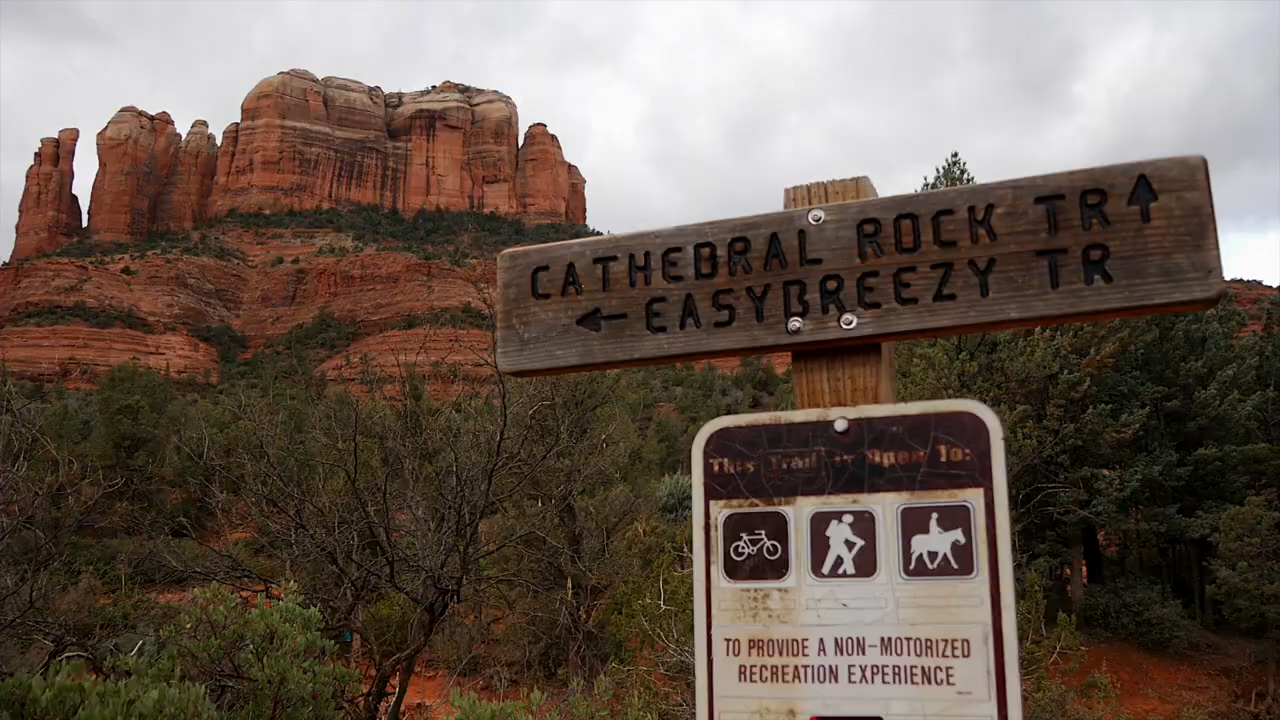 CATHEDRAL ROCK TR ↑
← EASYBREEZY TR
This Trail is Open To:
TO PROVIDE A NON-MOTORIZED
RECREATION EXPERIENCE